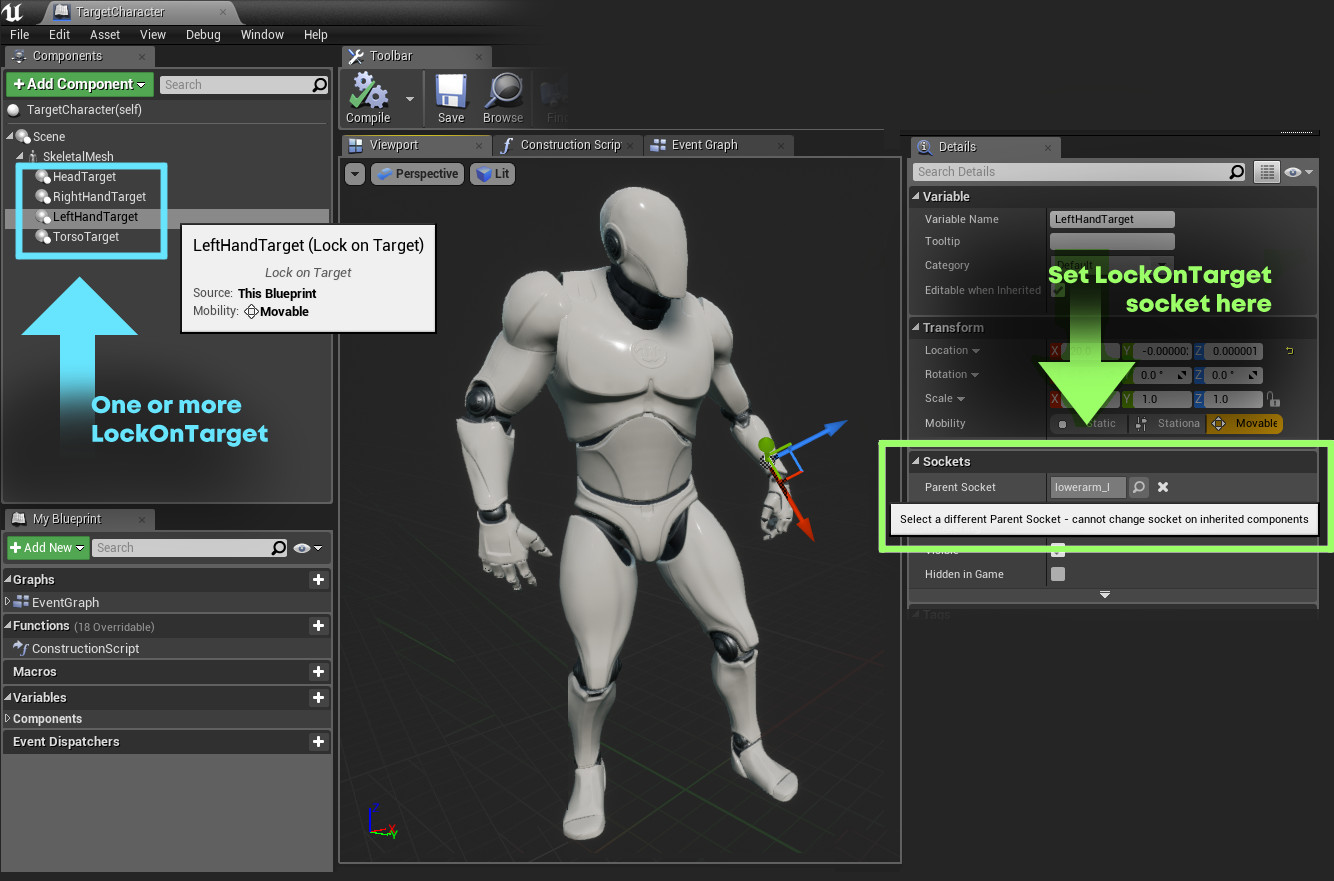 TargetCharacter
File Edit Asset View Debug Window Help
Components
+ Add Component
Search
TargetCharacter(self)
Scene
SkeletalMesh
HeadTarget
RightHandTarget
LeftHandTarget
TorsoTarget
One or more
LockOnTarget
LeftHandTarget (Lock on Target)
Lock on Target
Source: This Blueprint
Mobility: Movable
My Blueprint
+ Add New
Search
Graphs
EventGraph
Functions (18 Overridable)
ConstructionScript
Macros
Variables
Components
Event Dispatchers
Toolbar
Compile
Save
Browse
Viewport
Construction Scrip
Event Graph
Perspective
Lit
Z
X
Y
Details
Search Details
Variable
Variable Name LeftHandTarget
Tooltip
Category Default
Editable when Inherited
Set LockOnTarget
socket here
Transform
Location X Y -0.00000 Z 0.000001
Rotation 0.0 ° 0.0 °
Scale X Y 1.0 Z 1.0
Mobility Static Stationa Movable
Sockets
Parent Socket lowerarm_l
Select a different Parent Socket - cannot change socket on inherited components
Visible
Hidden in Game
Tags